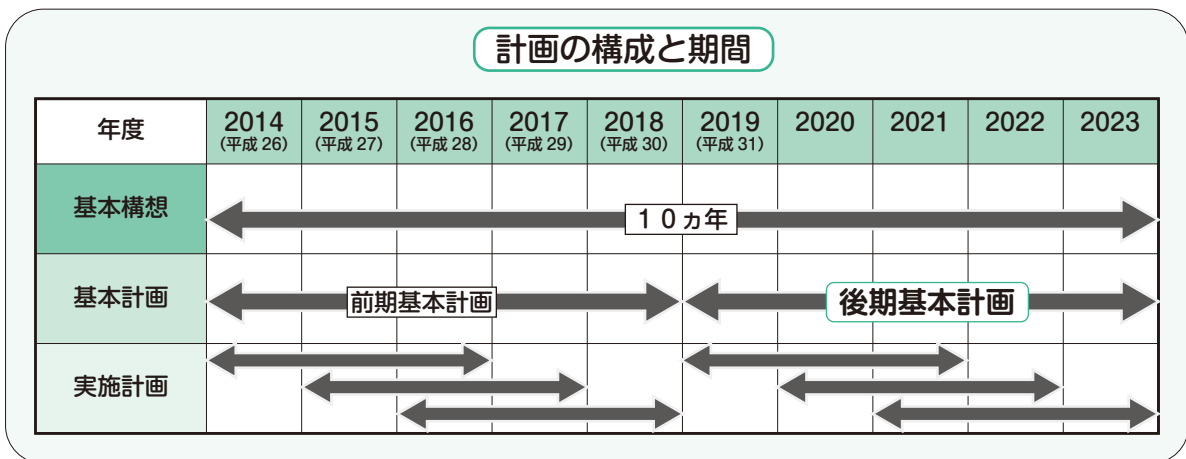 計画の構成と期間
年度 2014 2015 2016 2017 2018 2019 2020 2021 2022 2023
(平成 26) (平成 27) (平成 28) (平成 29) (平成 30) (平成 31)
基本構想
１０ヵ年
基本計画
前期基本計画
後期基本計画
実施計画